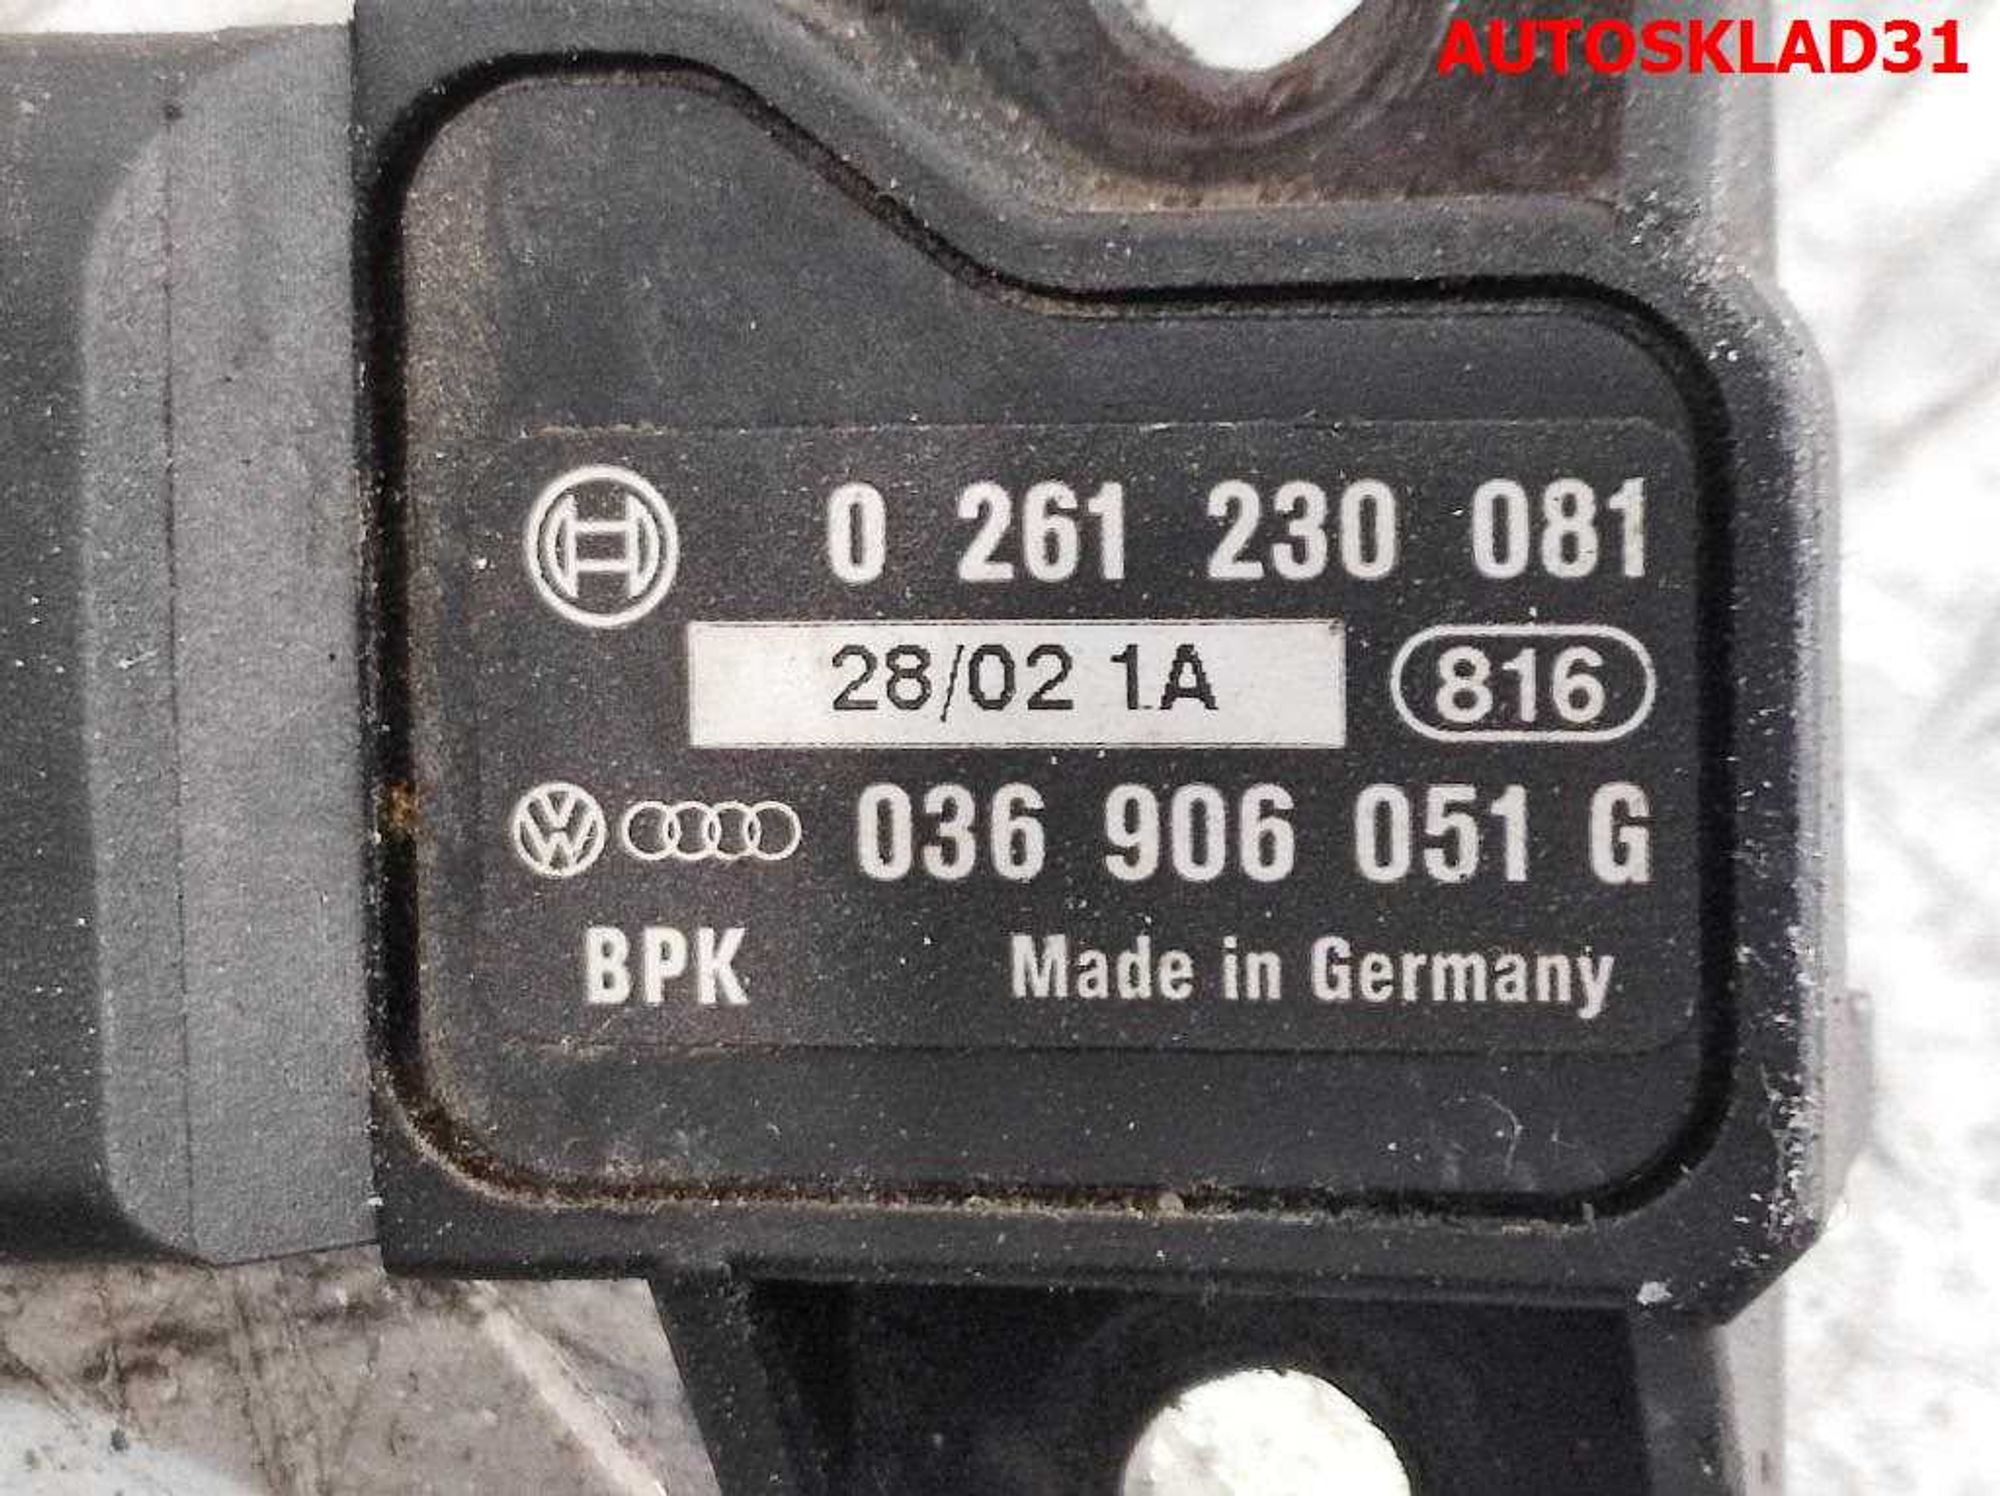 AUTOSKLAD31
0 261 230 081
28/02 1A 816
036 906 051 G
BPK Made in Germany